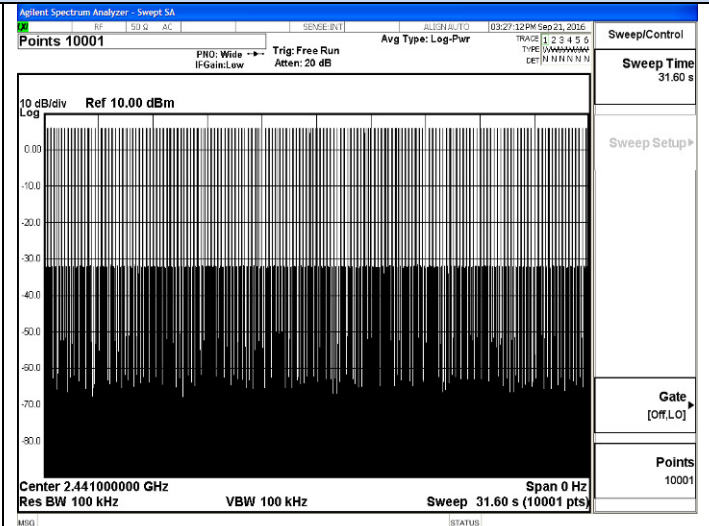 Agilent Spectrum Analyzer - Swept SA
RF 50 Ω AC SENSE:INT ALIGN AUTO 03:27:12 PM Sep 21, 2016
Points 10001
PNO: Wide
IFGain:Low
Trig: Free Run
Atten: 20 dB
Avg Type: Log-Pwr
TRACE 1 2 3 4 5 6
TYPE
DET N N N N N N
10 dB/div Ref 10.00 dBm
Log
0.00
-10.0
-20.0
-30.0
-40.0
-50.0
-60.0
-70.0
-80.0
Center 2.441000000 GHz Span 0 Hz
Res BW 100 kHz VBW 100 kHz Sweep 31.60 s (10001 pts)
MSG STATUS
Sweep/Control
Sweep Time
31.60 s
Sweep Setup
Gate
[Off,LO]
Points
10001